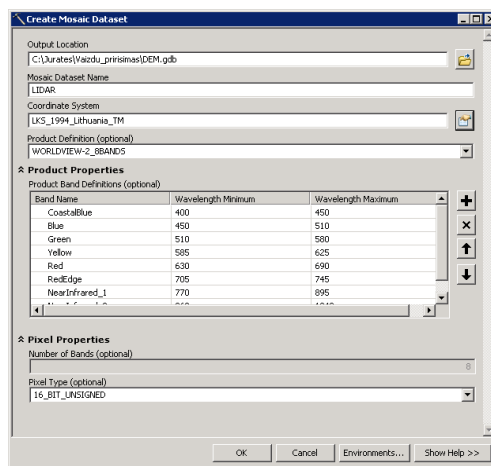 Create Mosaic Dataset
Output Location
C:\Jurates\Vaizdu_pririsimas\DEM.gdb
Mosaic Dataset Name
LIDAR
Coordinate System
LKS_1994_Lithuania_TM
Product Definition (optional)
WORLDVIEW-2_8BANDS
Product Properties
Product Band Definitions (optional)
Band Name Wavelength Minimum Wavelength Maximum
CoastalBlue 400 450
Blue 450 510
Green 510 580
Yellow 585 625
Red 630 690
RedEdge 705 745
NearInfrared_1 770 895
Pixel Properties
Number of Bands (optional)
8
Pixel Type (optional)
16_BIT_UNSIGNED
OK Cancel Environments... Show Help >>